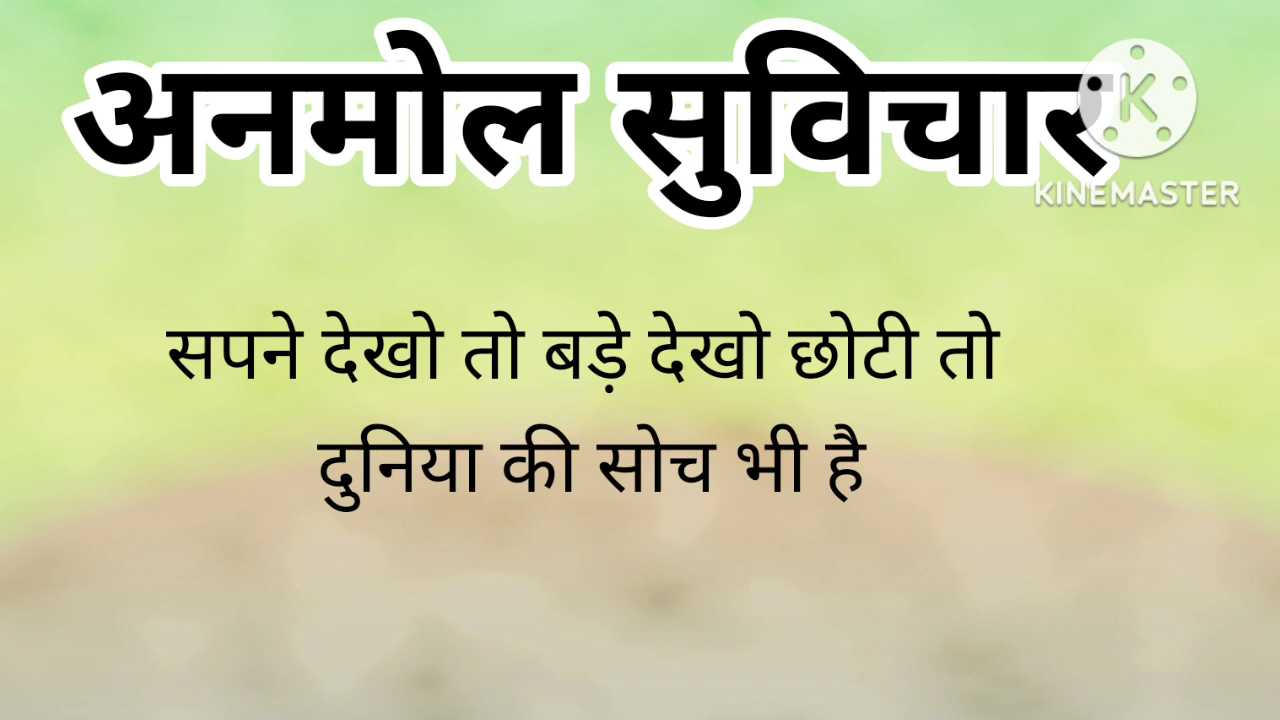 अनमोल सुविचार
K
KINEMASTER
सपने देखो तो बड़े देखो छोटी तो
दुनिया की सोच भी है